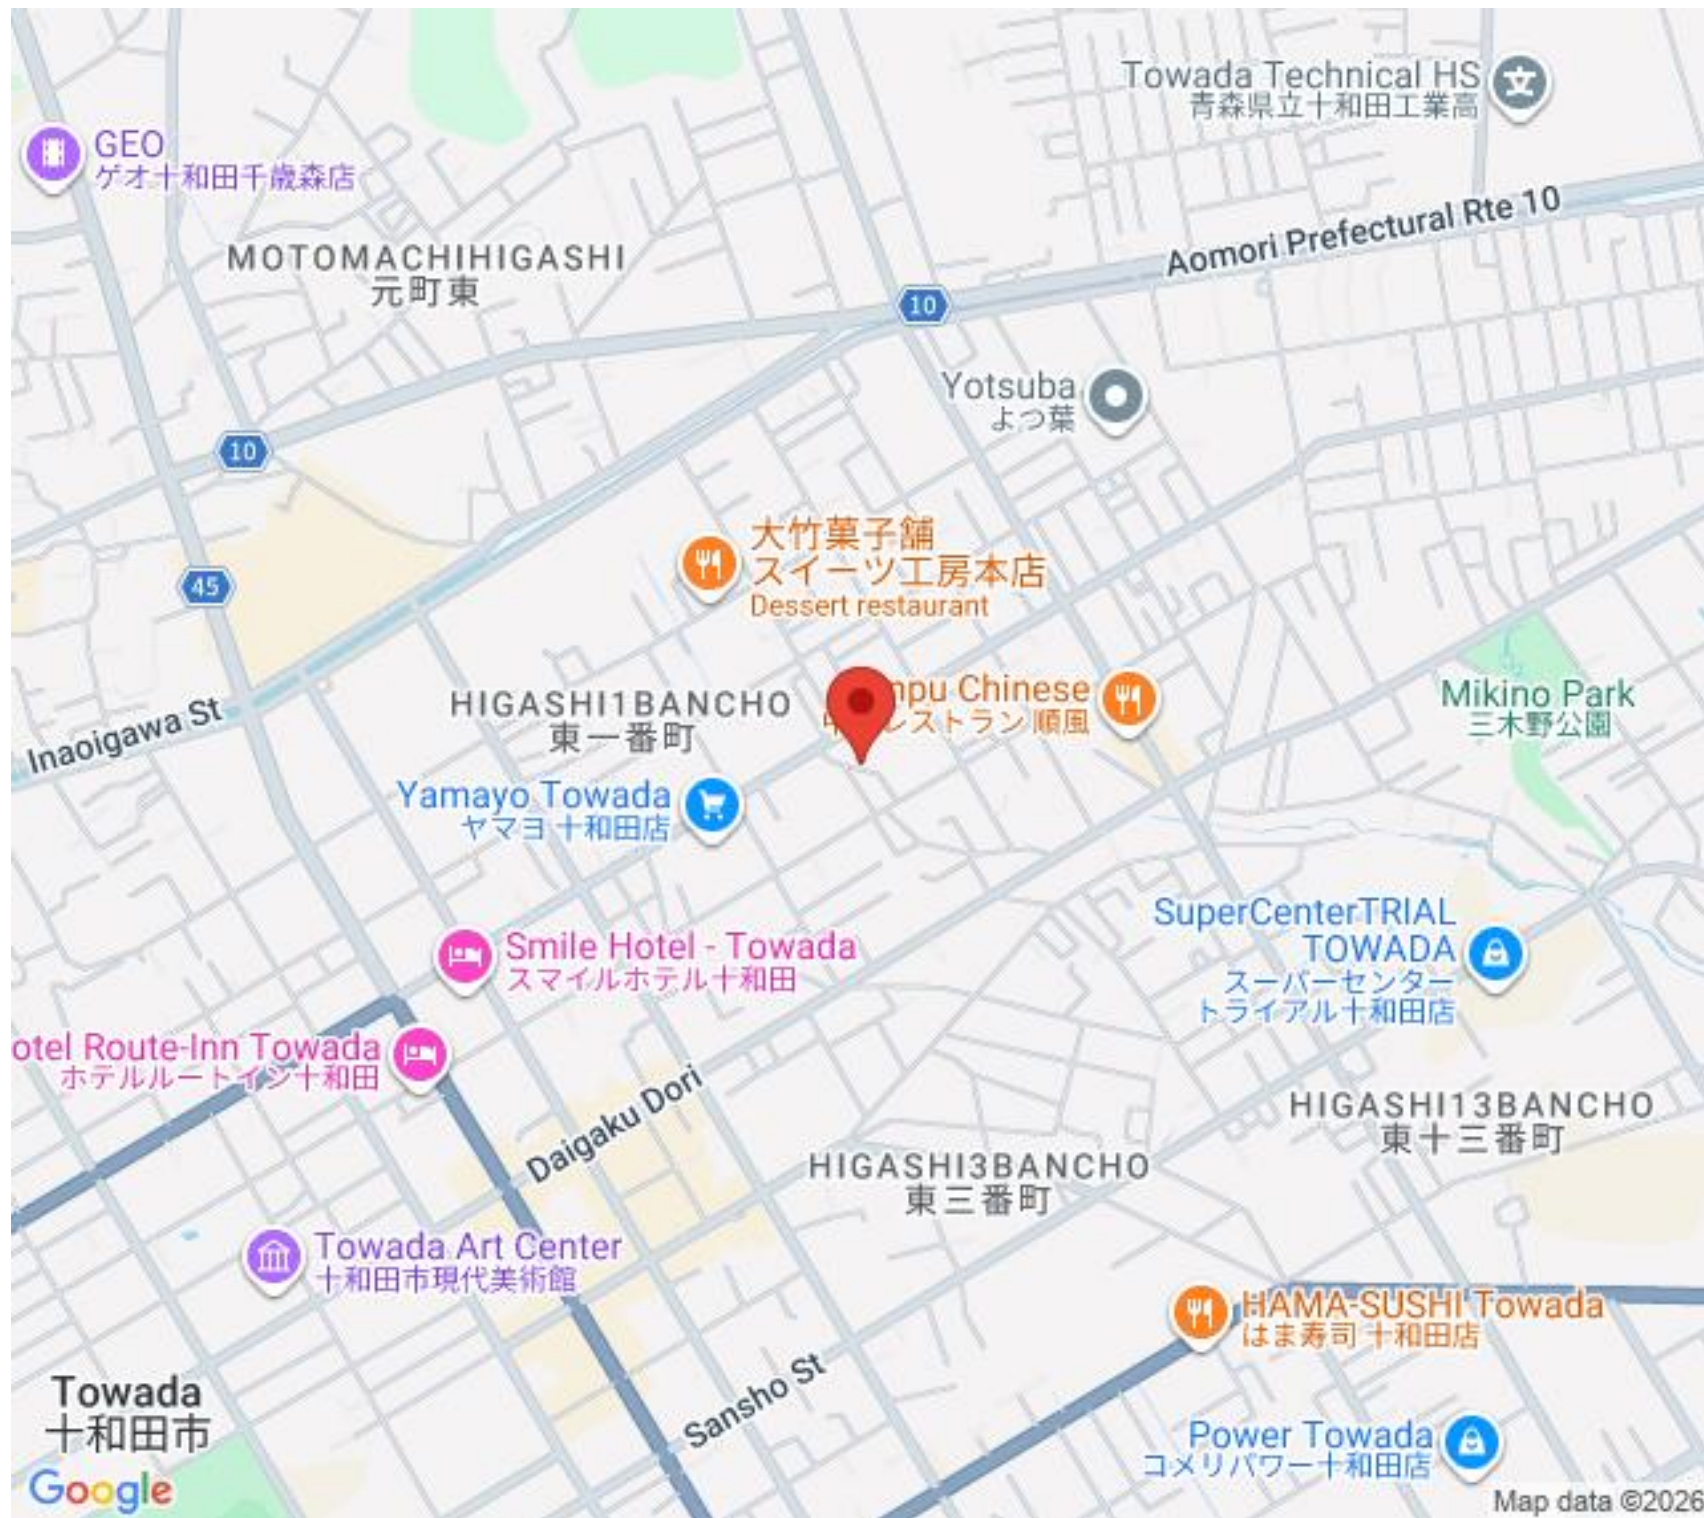 Towada Technical HS
青森県立十和田工業高
GEO
ゲオ十和田千歳森店
Aomori Prefectural Rte 10
MOTOMACHIHIGASHI
元町東
10
Yotsuba
よつ葉
10
大竹菓子舗
スイーツ工房本店
Dessert restaurant
45
HIGASHI1BANCHO
東一番町
npu Chinese
レストラン 順風
Mikino Park
三木野公園
Inaoigawa St
Yamayo Towada
ヤマヨ 十和田店
SuperCenterTRIAL
TOWADA
スーパーセンター
トライアル十和田店
Smile Hotel - Towada
スマイルホテル十和田
otel Route-Inn Towada
ホテルルートイン十和田
Daigaku Dori
HIGASHI13BANCHO
東十三番町
HIGASHI3BANCHO
東三番町
Towada Art Center
十和田市現代美術館
HAMA-SUSHI Towada
はま寿司 十和田店
Sansho St
Towada
十和田市
Power Towada
コメリパワー十和田店
Google
Map data ©2026